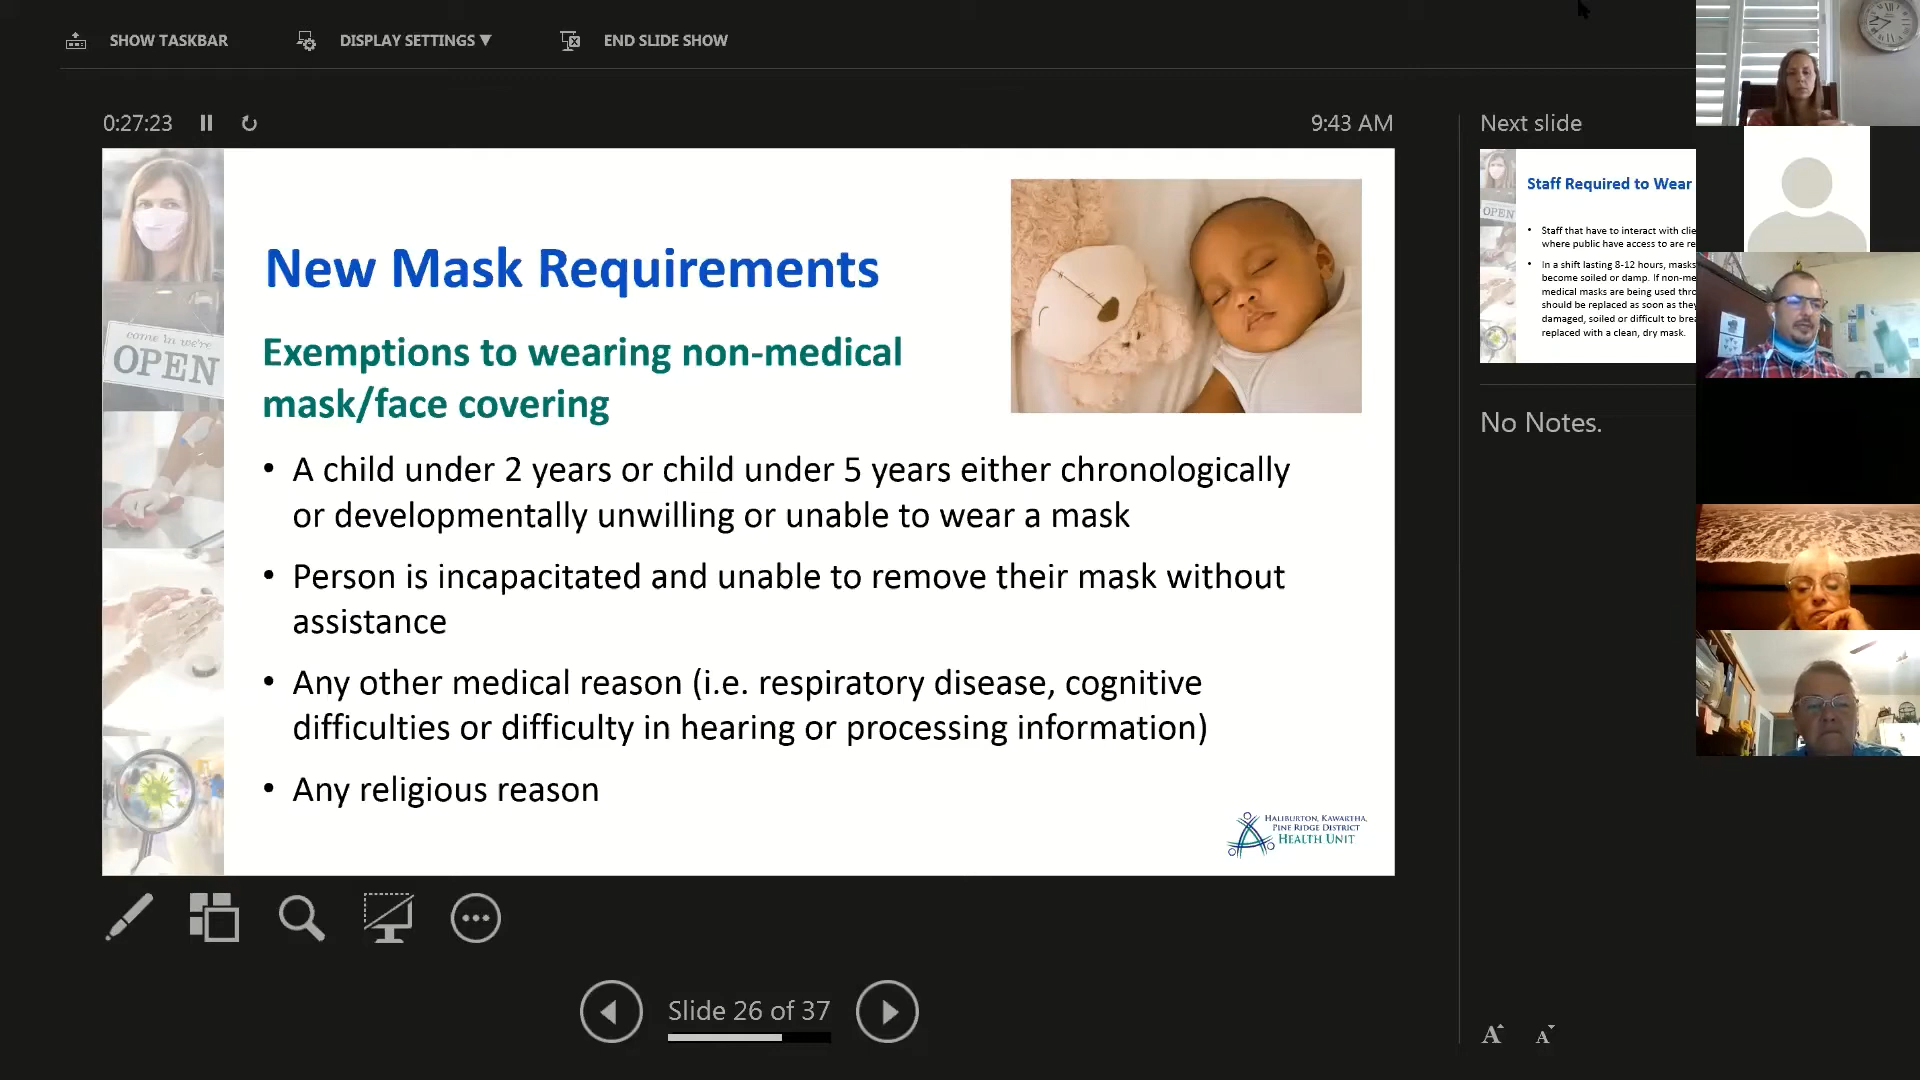 SHOW TASKBAR
DISPLAY SETTINGS ▼
END SLIDE SHOW
0:27:23
9:43 AM
Next slide
come in we're
OPEN
New Mask Requirements
Exemptions to wearing non-medical
mask/face covering
• A child under 2 years or child under 5 years either chronologically
or developmentally unwilling or unable to wear a mask
• Person is incapacitated and unable to remove their mask without
assistance
• Any other medical reason (i.e. respiratory disease, cognitive
difficulties or difficulty in hearing or processing information)
• Any religious reason
HALIBURTON, KAWARTHA,
PINE RIDGE DISTRICT
HEALTH UNIT
Staff Required to Wear
OPEN
• Staff that have to interact with clie
where public have access to are re
• In a shift lasting 8-12 hours, masks
become soiled or damp. If non-me
medical masks are being used thro
should be replaced as soon as they
damaged, soiled or difficult to brea
replaced with a clean, dry mask.
No Notes.
Slide 26 of 37
A
A